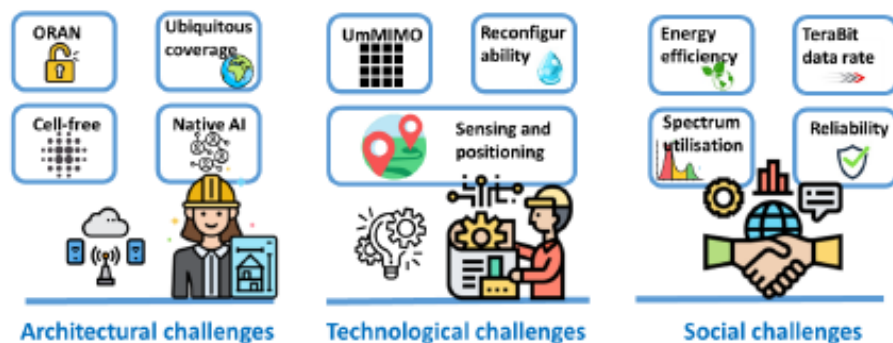 ORAN
Ubiquitous
coverage
Cell-free
Native AI
Architectural challenges
UmMIMO
Reconfigur
ability
Sensing and
positioning
Technological challenges
Energy
efficiency
TeraBit
data rate
Spectrum
utilisation
Reliability
Social challenges